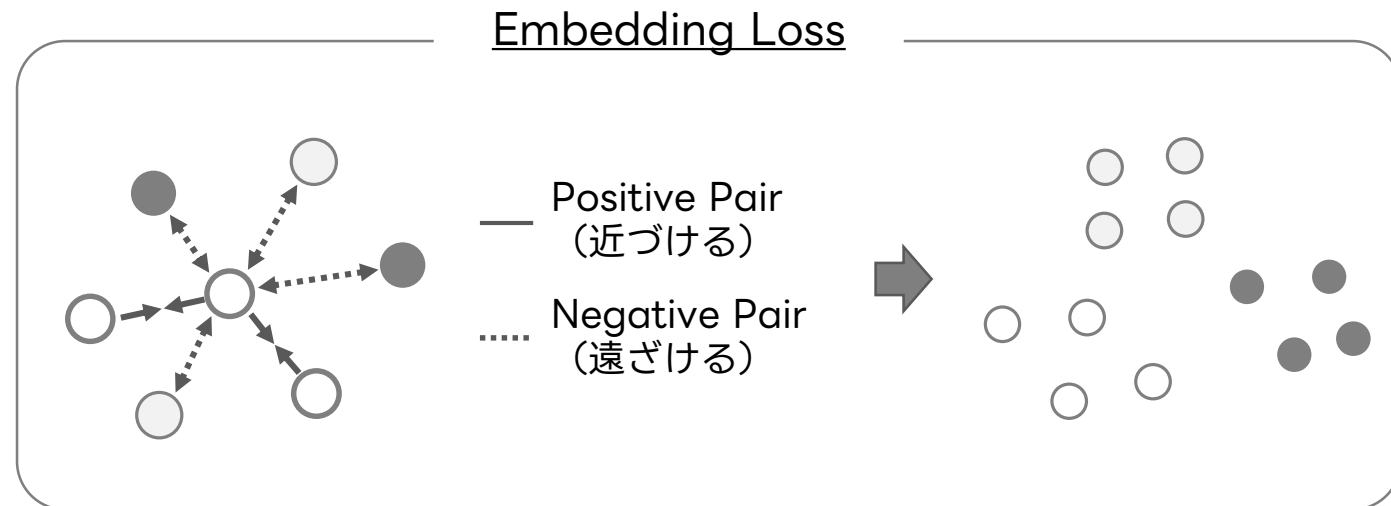 Embedding Loss
Positive Pair
（近づける）
Negative Pair
（遠ざける）